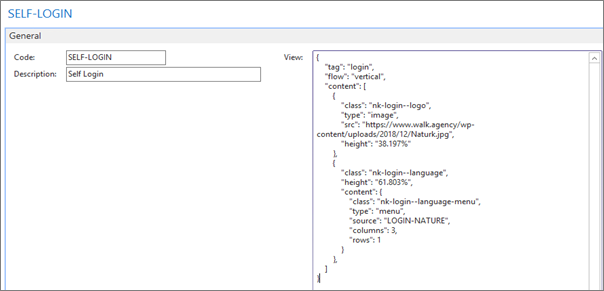 SELF-LOGIN
General
Code: SELF-LOGIN
Description: Self Login
View:
{
"tag": "login",
"flow": "vertical",
"content": [
{
"class": "nk-login--logo",
"type": "image",
"src": "https://www.walk.agency/wp-
content/uploads/2018/12/Naturk.jpg",
"height": "38.197%"
},
{
"class": "nk-login--language",
"height": "61.803%",
"content": {
"class": "nk-login--language-menu",
"type": "menu",
"source": "LOGIN-NATURE",
"columns": 3,
"rows": 1
}
},
]
}